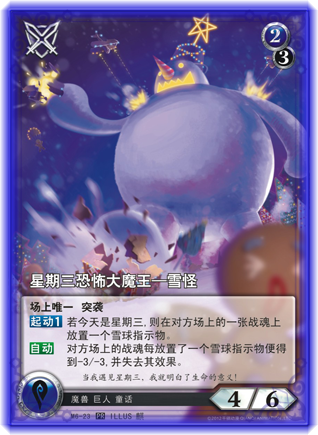 2
3
星期三恐怖大魔王—雪怪
场上唯一 突袭
起动1 若今天是星期三,则在对方场上的一张战魂上
放置一个雪球指示物。
自动 对方场上的战魂每放置了一个雪球指示物便得
到-3/-3,并失去其效果。
当我遇见星期三,我就明白了生命的意义!
魔兽 巨人 童话
4/6
PR ILLUS